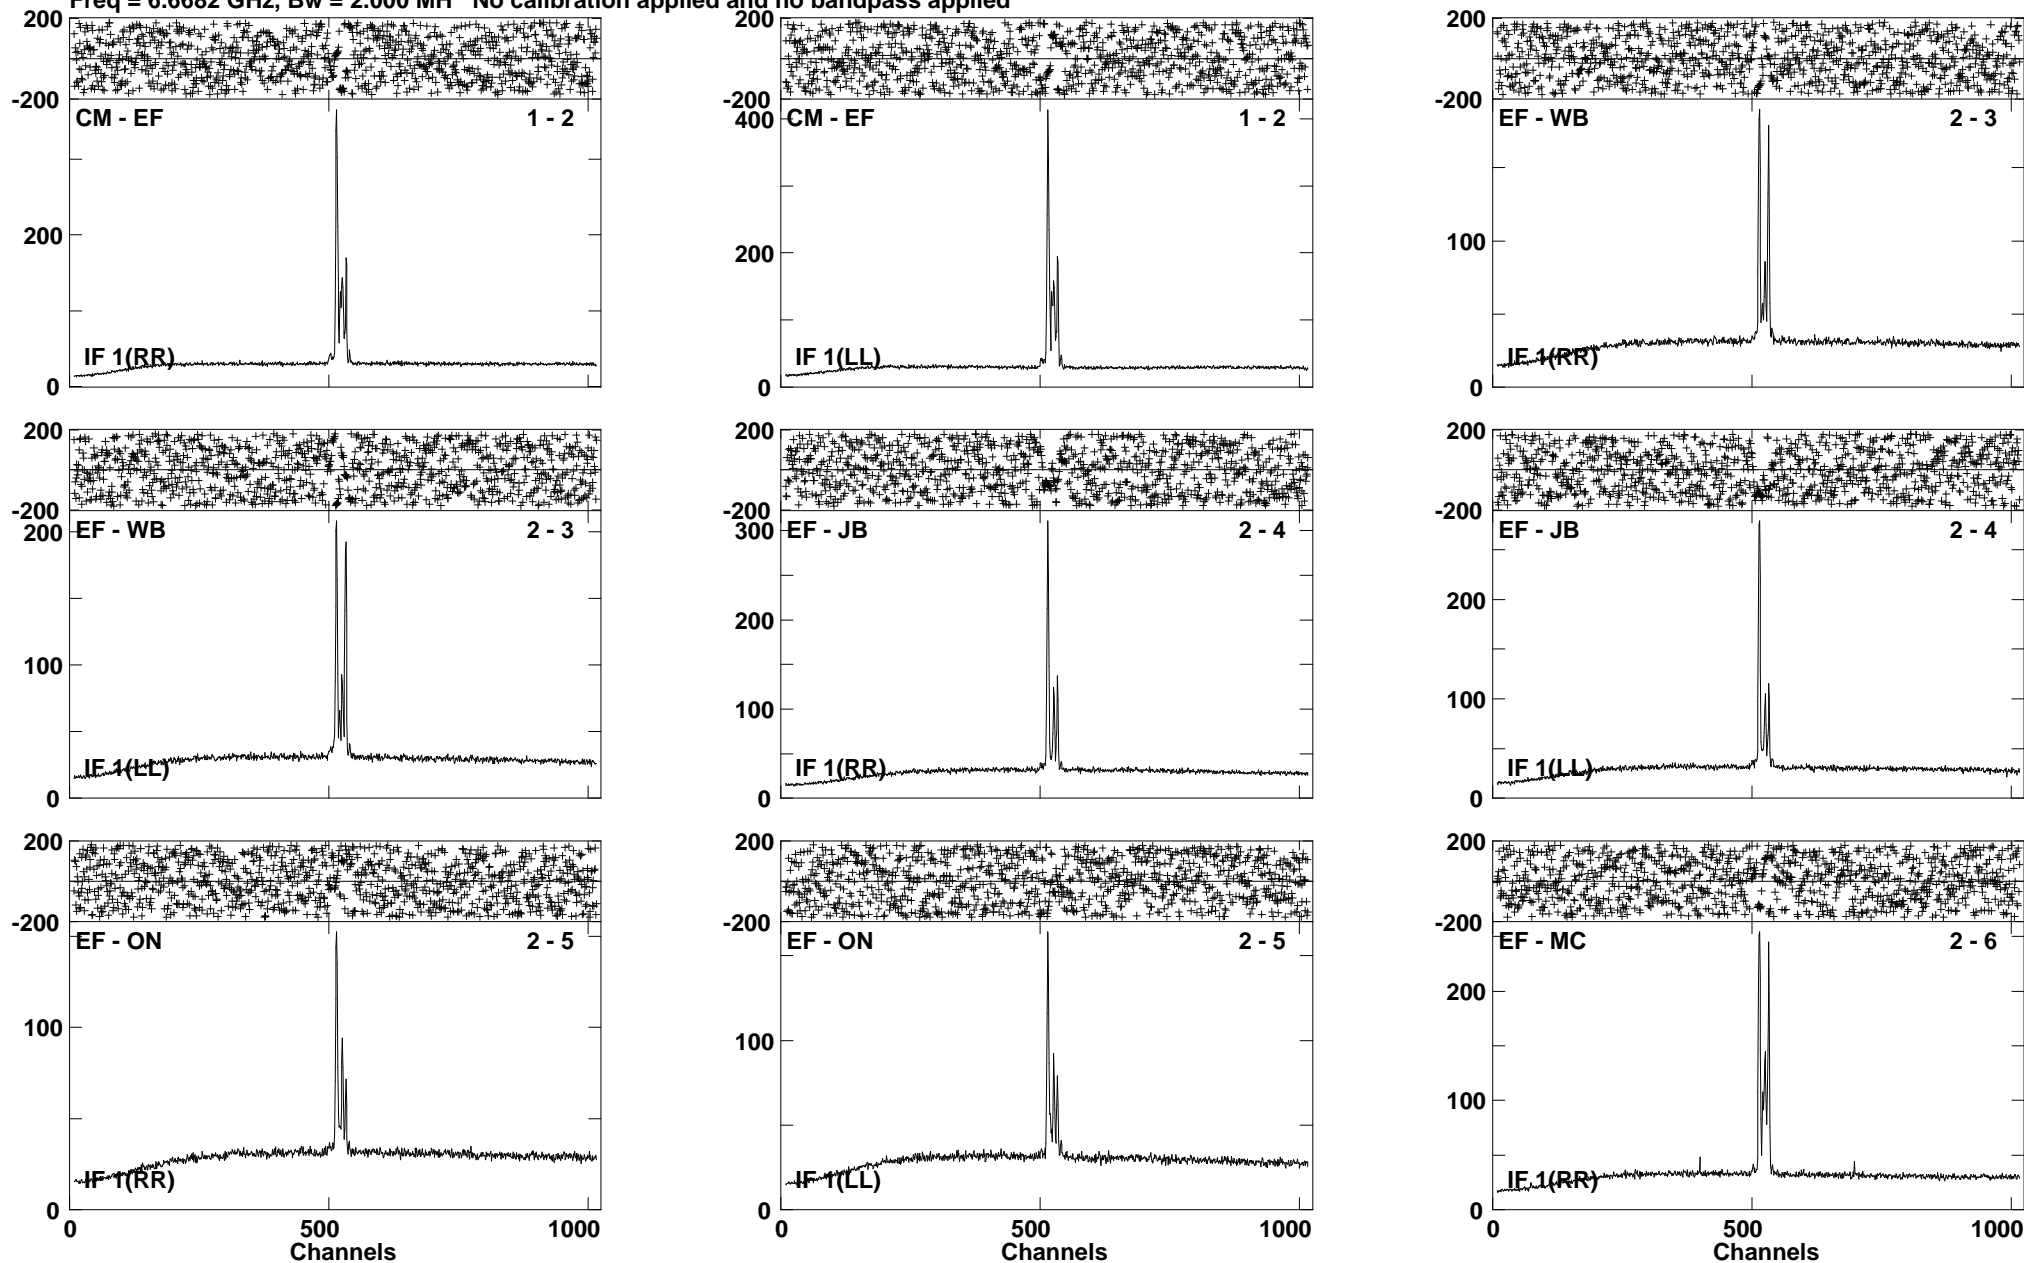 Freq = 6.6682 GHz, Bw = 2.000 MH No calibration applied and no bandpass applied
200
-200
CM - EF 1 - 2
200
IF 1(RR)
0
200
-200
400
CM - EF 1 - 2
200
IF 1(LL)
0
200
-200
EF - WB 2 - 3
100
IF 1(RR)
0
200
-200
200
EF - WB 2 - 3
100
IF 1(LL)
0
200
-200
300
EF - JB 2 - 4
200
100
IF 1(RR)
0
200
-200
EF - JB 2 - 4
200
100
IF 1(LL)
0
200
-200
EF - ON 2 - 5
100
IF 1(RR)
0
0 500 1000
Channels
200
-200
EF - ON 2 - 5
100
IF 1(LL)
0
0 500 1000
Channels
200
-200
EF - MC 2 - 6
200
100
IF 1(RR)
0
0 500 1000
Channels